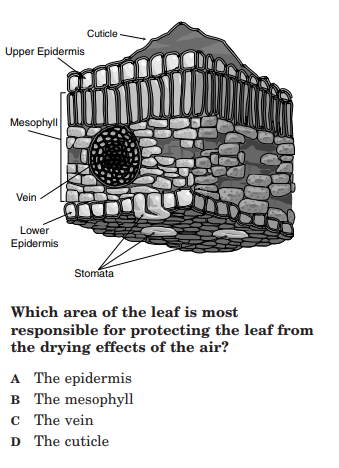 Cuticle
Upper Epidermis
Mesophyll
Vein
Lower
Epidermis
Stomata
Which area of the leaf is most
responsible for protecting the leaf from
the drying effects of the air?
A The epidermis
B The mesophyll
C The vein
D The cuticle